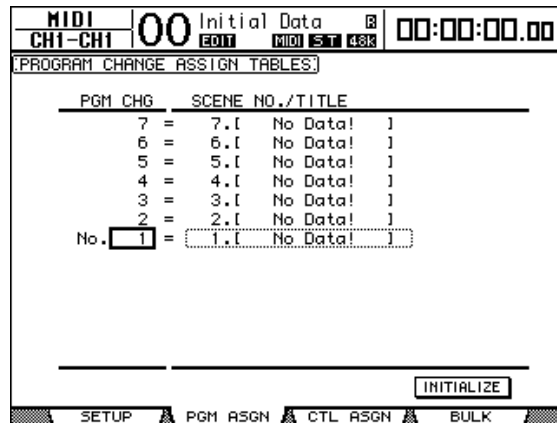 MIDI
CH1-CH1
00 Initial Data R
EDIT MIDI ST 48k
00:00:00.00
PROGRAM CHANGE ASSIGN TABLES
PGM CHG SCENE NO./TITLE
7 = 7.[ No Data! ]
6 = 6.[ No Data! ]
5 = 5.[ No Data! ]
4 = 4.[ No Data! ]
3 = 3.[ No Data! ]
2 = 2.[ No Data! ]
No. 1 = 1.[ No Data! ]
INITIALIZE
SETUP PGM ASGN CTL ASGN BULK